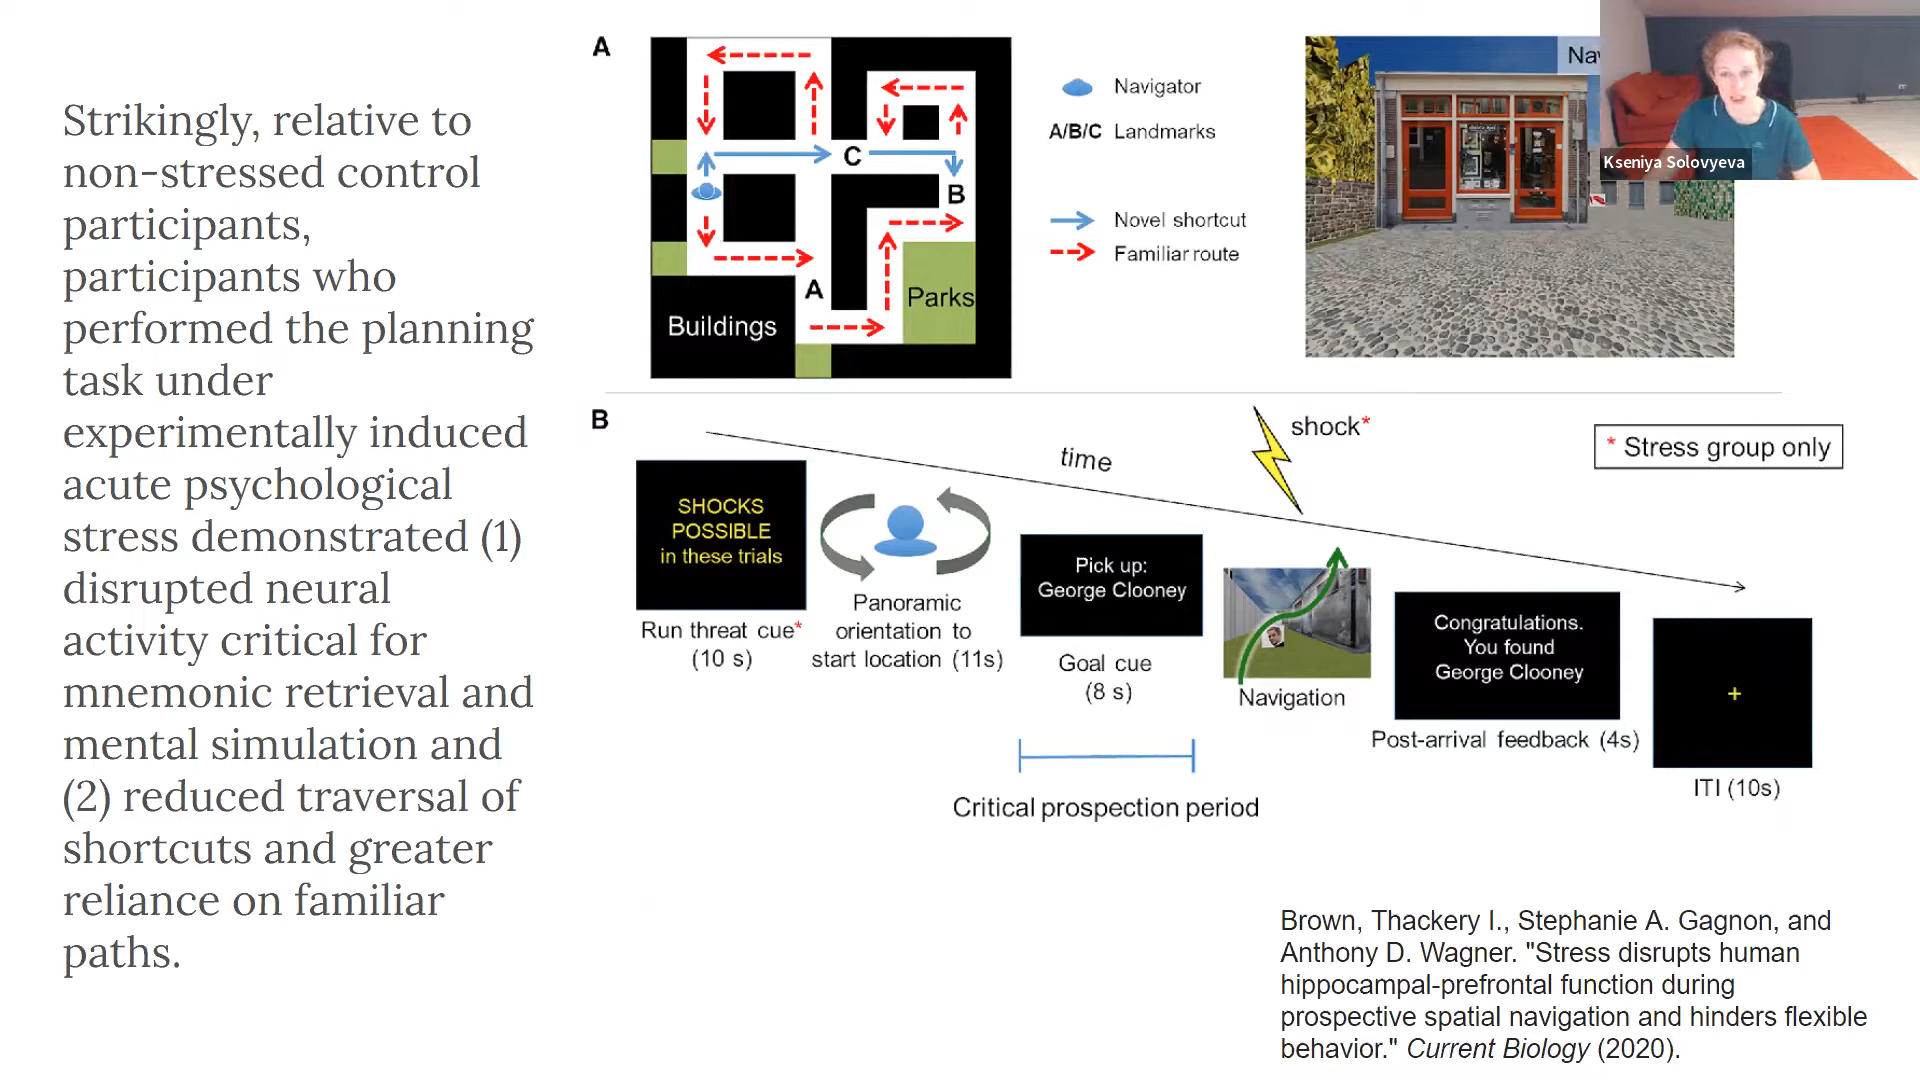 Strikingly, relative to
non-stressed control
participants,
participants who
performed the planning
task under
experimentally induced
acute psychological
stress demonstrated (1)
disrupted neural
activity critical for
mnemonic retrieval and
mental simulation and
(2) reduced traversal of
shortcuts and greater
reliance on familiar
paths.
A
C
B
A
Parks
Buildings
Navigator
A/B/C Landmarks
Novel shortcut
Familiar route
Kseniya Solovyeva
B
time
shock*
* Stress group only
SHOCKS
POSSIBLE
in these trials
Run threat cue*
(10 s)
Panoramic
orientation to
start location (11s)
Pick up:
George Clooney
Goal cue
(8 s)
Navigation
Congratulations.
You found
George Clooney
Post-arrival feedback (4s)
+
ITI (10s)
Critical prospection period
Brown, Thackery I., Stephanie A. Gagnon, and
Anthony D. Wagner. "Stress disrupts human
hippocampal-prefrontal function during
prospective spatial navigation and hinders flexible
behavior." Current Biology (2020).